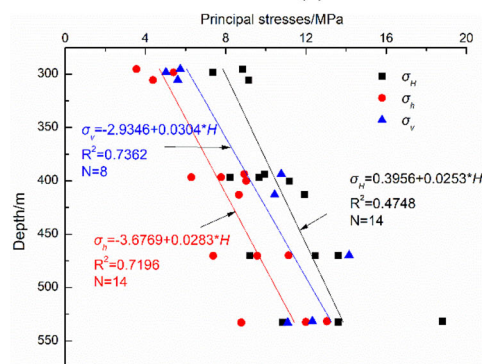 Principal stresses/MPa
0 4 8 12 16 20
300
350
400
450
500
550
Depth/m
σH
σh
σv
σv=-2.9346+0.0304*H
R²=0.7362
N=8
σH=0.3956+0.0253*H
R²=0.4748
N=14
σh=-3.6769+0.0283*H
R²=0.7196
N=14